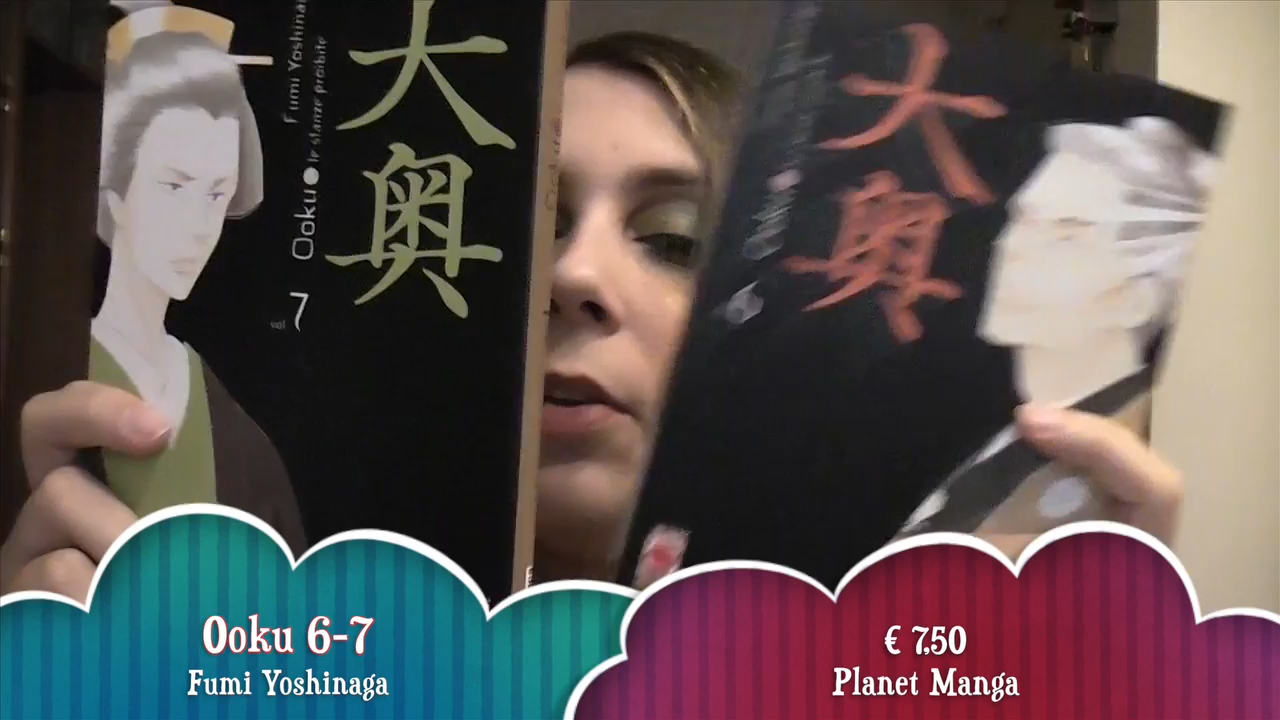 Fumi Yoshinaga
Ooku ● le stanze proibite
vol 7
大奥
大奥
Ooku 6-7
Fumi Yoshinaga
€ 7,50
Planet Manga